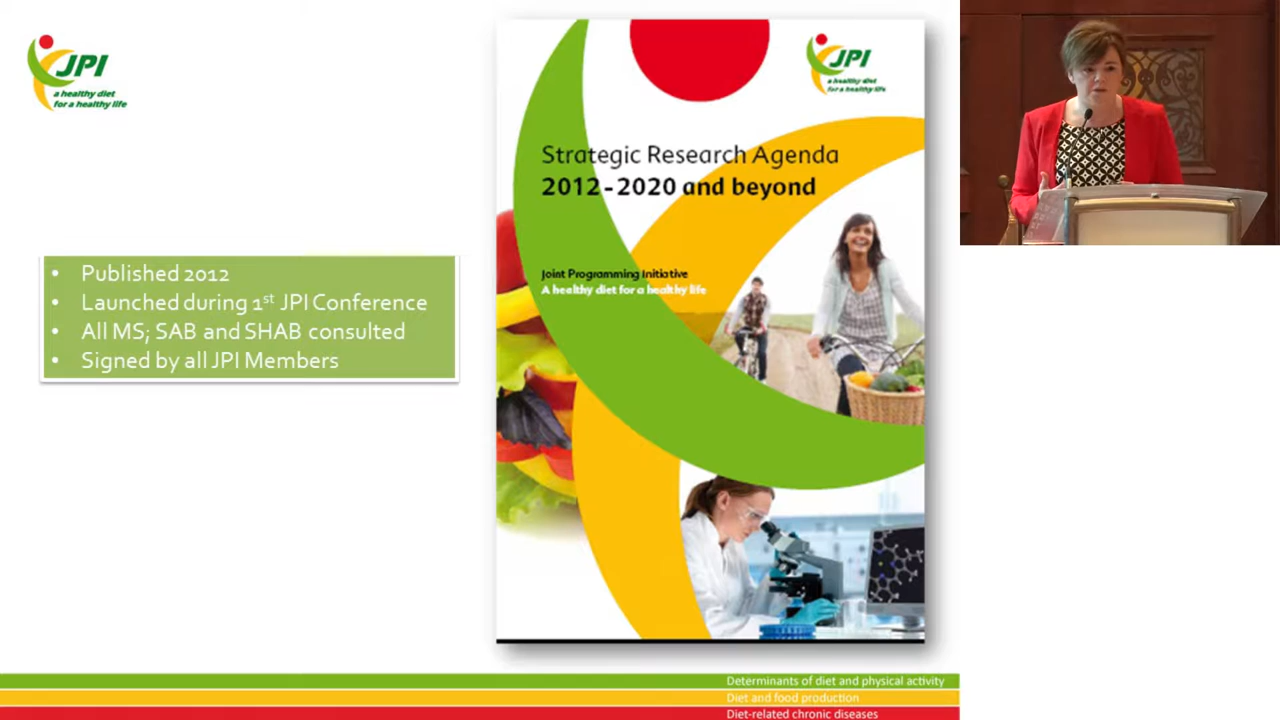 JPI
a healthy diet
for a healthy life
• Published 2012
• Launched during 1st JPI Conference
• All MS; SAB and SHAB consulted
• Signed by all JPI Members
JPI
a healthy diet
for a healthy life
Strategic Research Agenda
2012-2020 and beyond
Joint Programming Initiative
A healthy diet for a healthy life
Determinants of diet and physical activity
Diet and food production
Diet-related chronic diseases